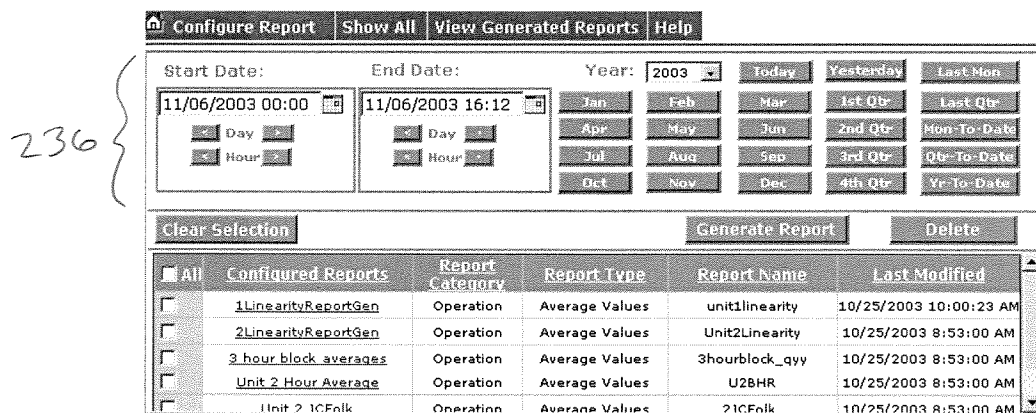 Configure Report Show All View Generated Reports Help
236
Start Date: End Date: Year: 2003 Today Yesterday Last Mon
11/06/2003 00:00 11/06/2003 16:12 Jan Feb Mar 1st Qtr Last Qtr
< Day > < Day > Apr May Jun 2nd Qtr Mon-To-Date
< Hour > < Hour > Jul Aug Sep 3rd Qtr Qtr-To-Date
Oct Nov Dec 4th Qtr Yr-To-Date
Clear Selection Generate Report Delete
All Configured Reports Report Category Report Type Report Name Last Modified
1LinearityReportGen Operation Average Values unit1linearity 10/25/2003 10:00:23 AM
2LinearityReportGen Operation Average Values Unit2Linearity 10/25/2003 8:53:00 AM
3 hour block averages Operation Average Values 3hourblock_qyy 10/25/2003 8:53:00 AM
Unit 2 Hour Average Operation Average Values U2BHR 10/25/2003 8:53:00 AM
Unit 2 Operation Average Values 10/25/2003 8:53:00 AM